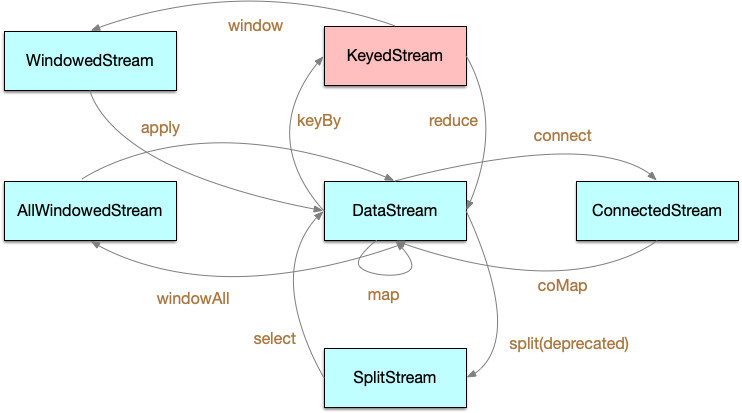 window
WindowedStream
KeyedStream
apply
keyBy
reduce
connect
AllWindowedStream
DataStream
ConnectedStream
windowAll
map
coMap
select
split(deprecated)
SplitStream